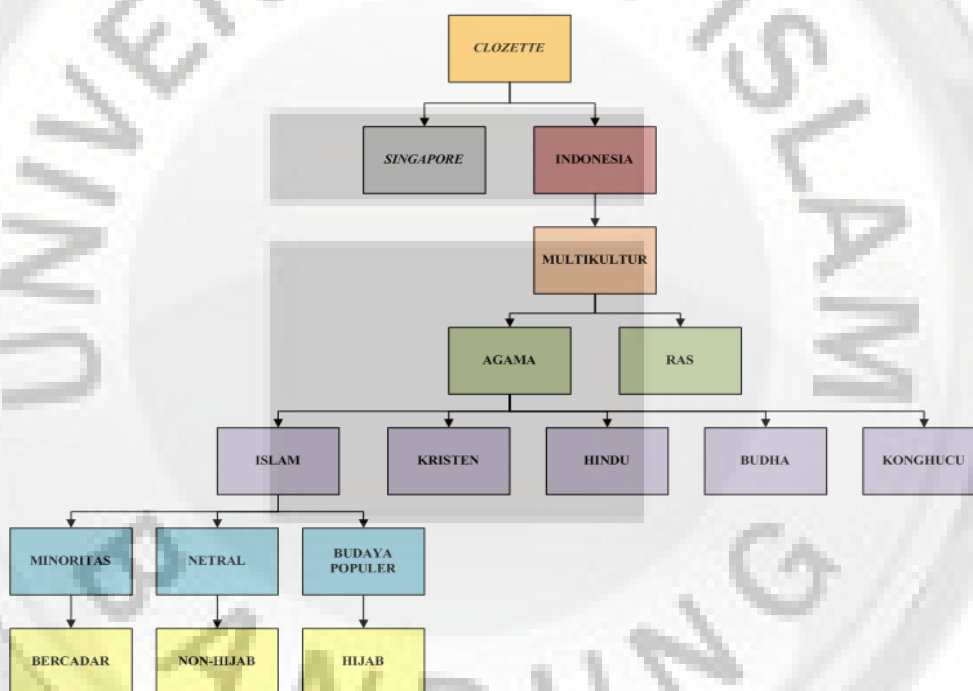 CLOZETTE
SINGAPORE
INDONESIA
MULTIKULTUR
AGAMA
RAS
ISLAM
KRISTEN
HINDU
BUDHA
KONGHUCU
MINORITAS
NETRAL
BUDAYA
POPULER
BERCADAR
NON-HIJAB
HIJAB